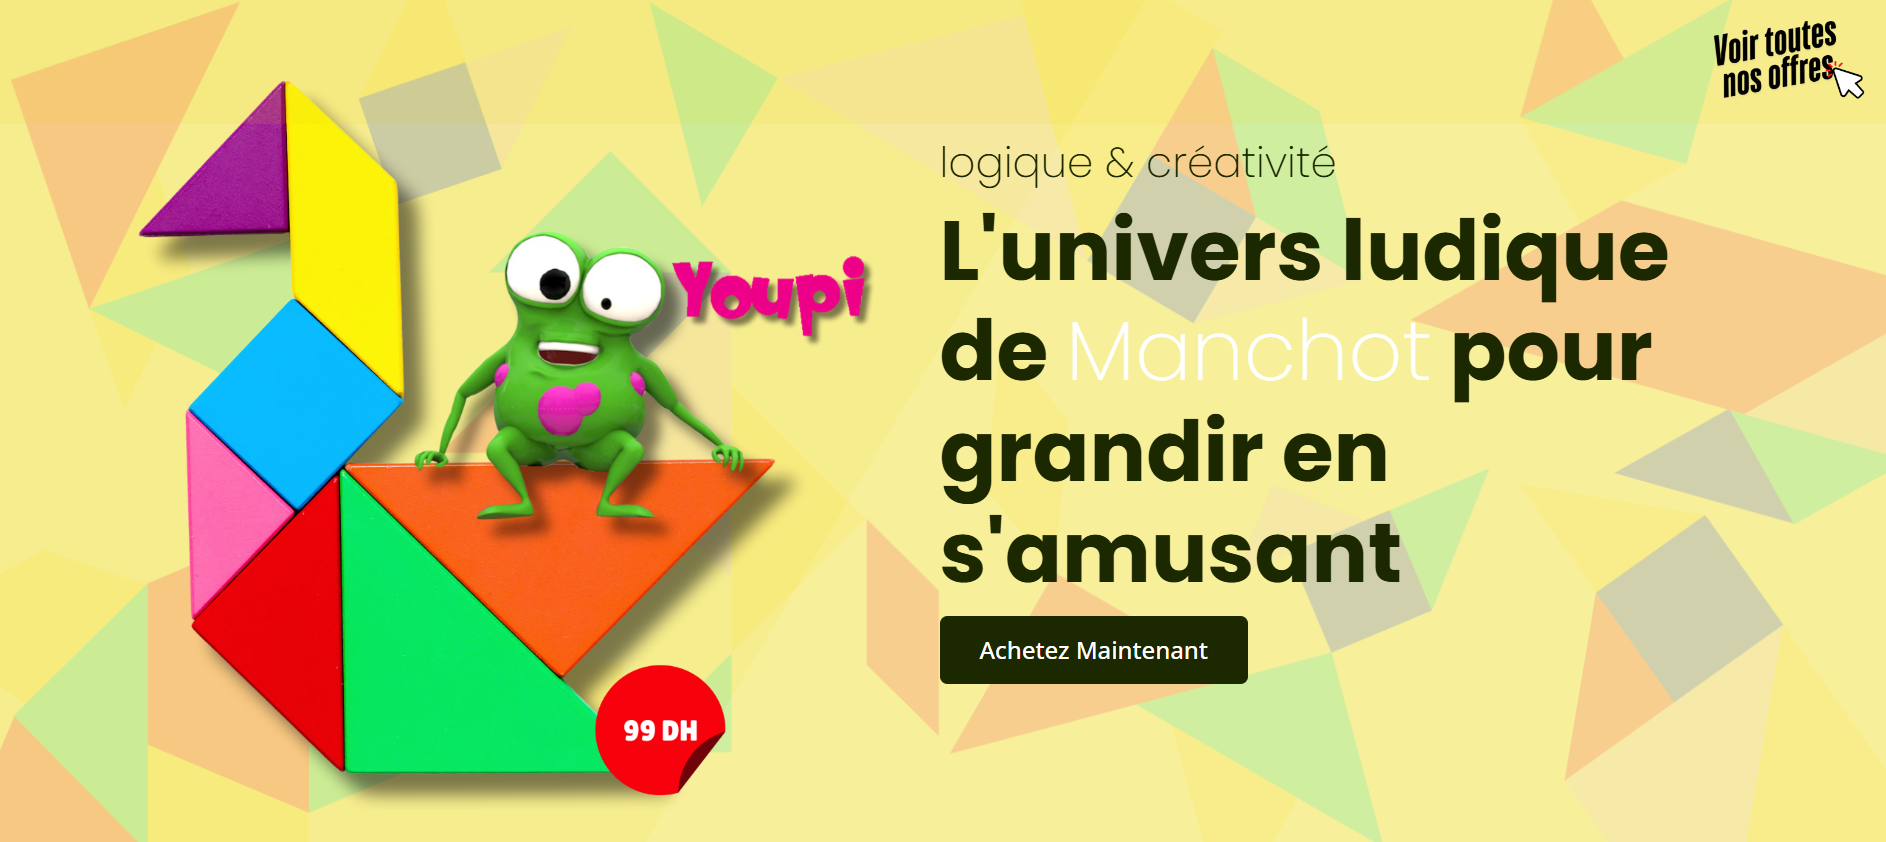 Voir toutes
nos offres
logique & créativité
L'univers ludique
de Manchot pour
grandir en
s'amusant
Youpi
Achetez Maintenant
99 DH